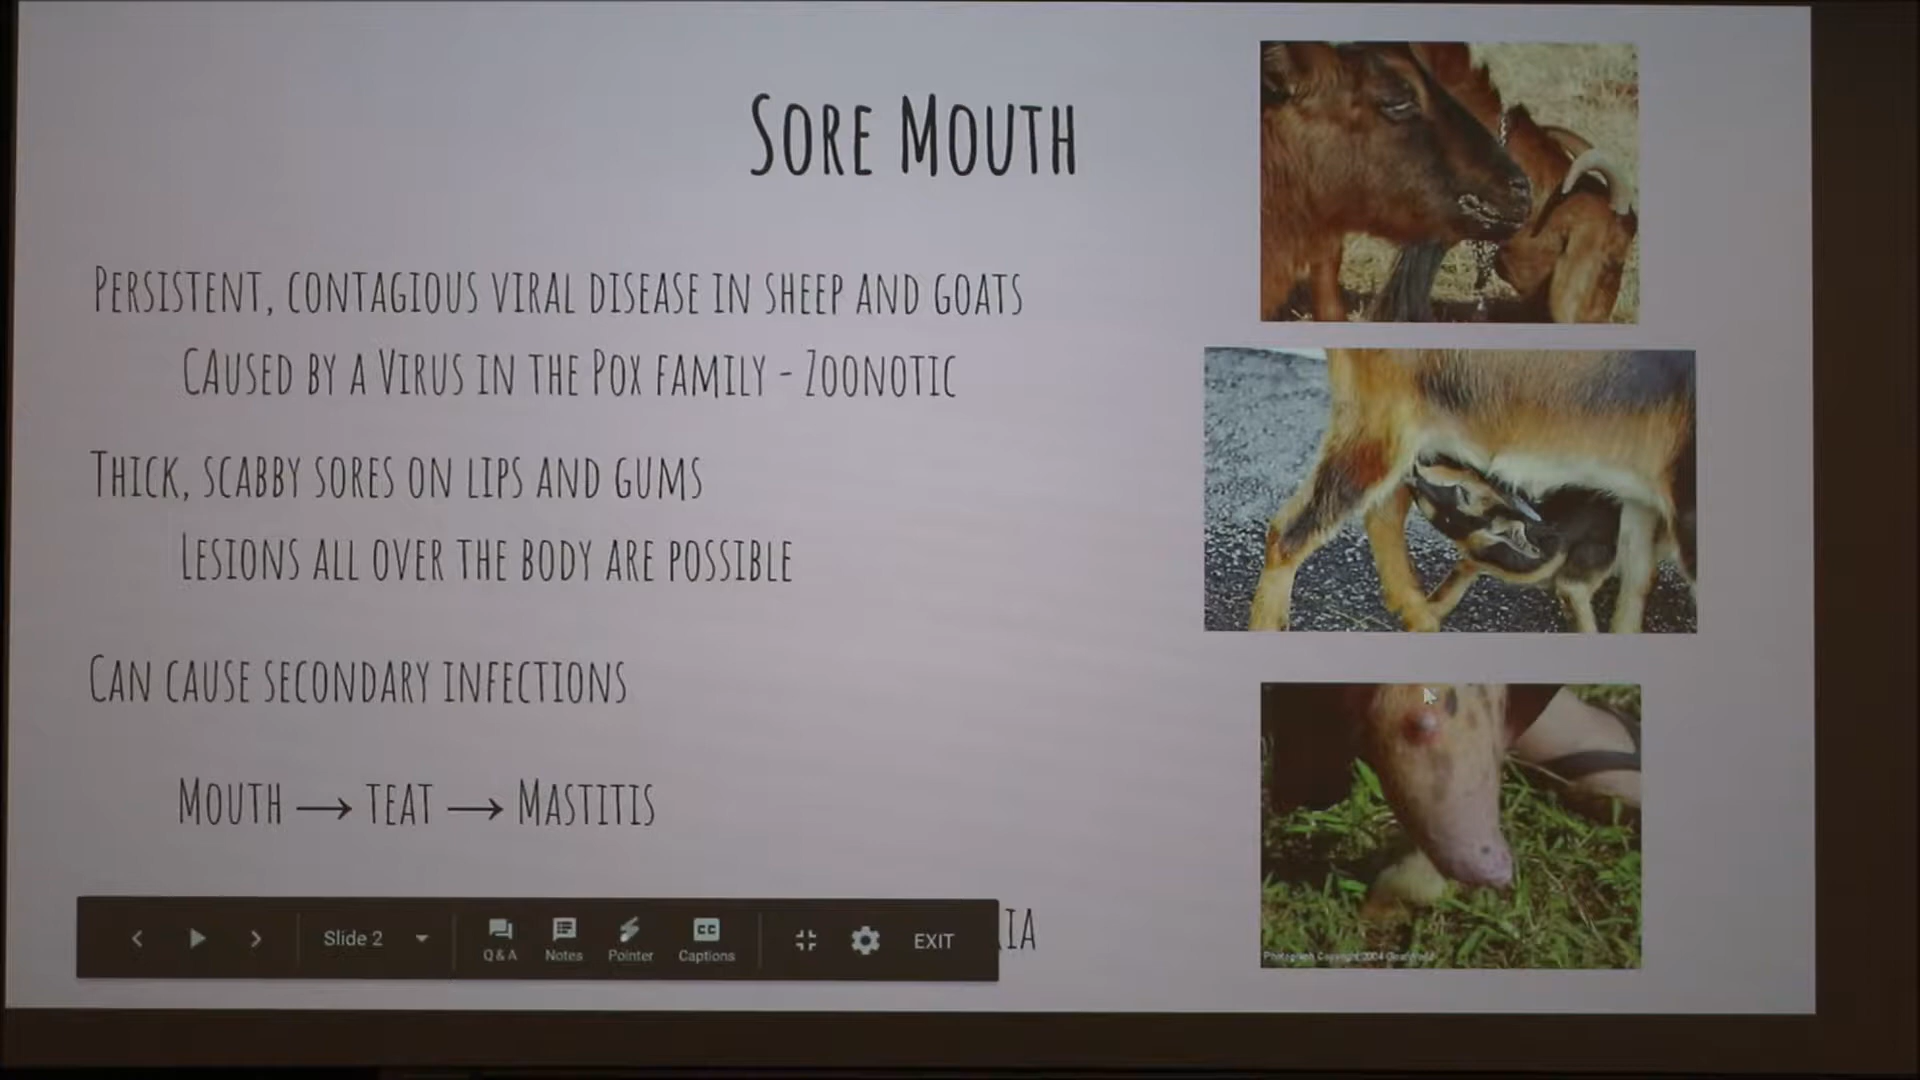 Sore Mouth
Persistent, contagious viral disease in sheep and goats
Caused by a Virus in the Pox family - Zoonotic
Thick, scabby sores on lips and gums
Lesions all over the body are possible
Can cause secondary infections
Mouth → teat → Mastitis
Slide 2
Q & A
Notes
Pointer
CC
Captions
EXIT
Photograph Copyright 2004 GoatWorld